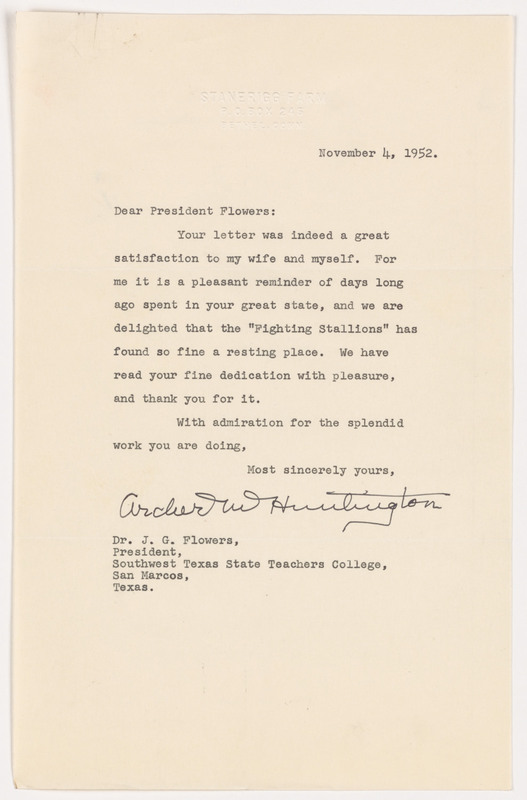 STANERIGG FARM
November 4, 1952.
Dear President Flowers:
Your letter was indeed a great
satisfaction to my wife and myself. For
me it is a pleasant reminder of days long
ago spent in your great state, and we are
delighted that the "Fighting Stallions" has
found so fine a resting place. We have
read your fine dedication with pleasure,
and thank you for it.
With admiration for the splendid
work you are doing,
Most sincerely yours,
Archer M Huntington
Dr. J. G. Flowers,
President,
Southwest Texas State Teachers College,
San Marcos,
Texas.